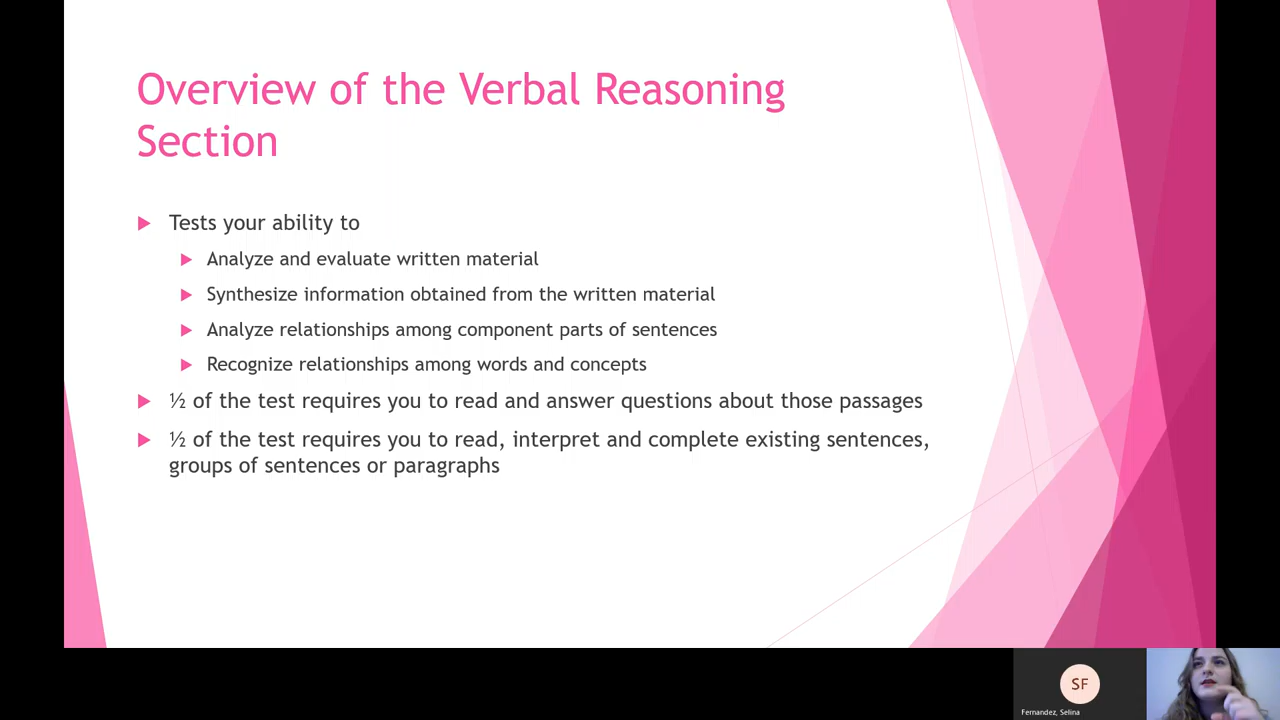 Overview of the Verbal Reasoning
Section
Tests your ability to
Analyze and evaluate written material
Synthesize information obtained from the written material
Analyze relationships among component parts of sentences
Recognize relationships among words and concepts
½ of the test requires you to read and answer questions about those passages
½ of the test requires you to read, interpret and complete existing sentences,
groups of sentences or paragraphs
SF
Fernandez, Selina